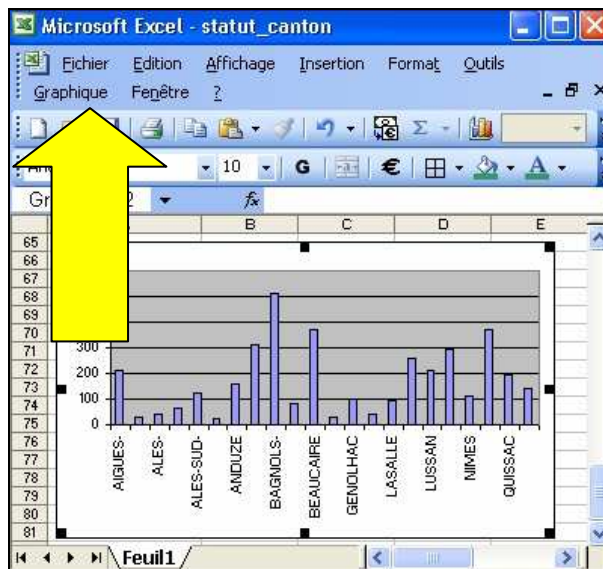 Microsoft Excel - statut_canton
Fichier Edition Affichage Insertion Format Outils
Graphique Fenêtre ?
10 G €
Gr 2 fx
A B C D E
65
66
67
68
69
70
71
72
73
74
75
76
77
78
79
80
81
300
200
100
0
AIGUES-
ALES-
ALES-SUD-
ANDUZE
BAGNOLS-
BEAUCAIRE
GENOLHAC
LASALLE
LUSSAN
NIMES
QUISSAC
Feuil1